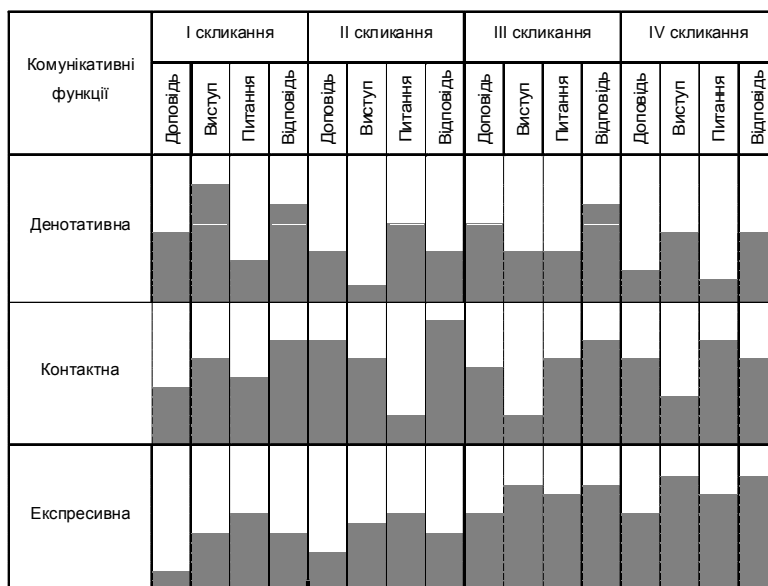 Комунікативні
функції
I скликання
II скликання
III скликання
IV скликання
Доповідь
Виступ
Питання
Відповідь
Доповідь
Виступ
Питання
Відповідь
Доповідь
Виступ
Питання
Відповідь
Доповідь
Виступ
Питання
Відповідь
Денотативна
Контактна
Експресивна